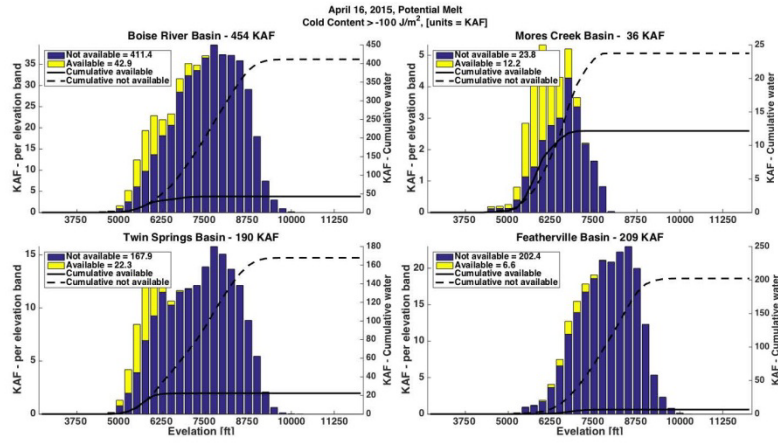 April 16, 2015, Potential Melt
Cold Content > -100 J/m², [units = KAF]
Boise River Basin - 454 KAF
Not available = 411.4
Available = 42.9
Cumulative available
Cumulative not available
KAF - per elevation band
35
30
25
20
15
10
5
0
450
400
350
300
250
200
150
100
50
0
KAF - Cumulative water
3750 5000 6250 7500 8750 10000 11250
Mores Creek Basin - 36 KAF
Not available = 23.8
Available = 12.2
Cumulative available
Cumulative not available
KAF - per elevation band
5
4
3
2
1
0
25
20
15
10
5
0
KAF - Cumulative water
3750 5000 6250 7500 8750 10000 11250
Twin Springs Basin - 190 KAF
Not available = 167.9
Available = 22.3
Cumulative available
Cumulative not available
KAF - per elevation band
15
10
5
0
180
160
140
120
100
80
60
40
20
0
KAF - Cumulative water
3750 5000 6250 7500 8750 10000 11250
Evelation [ft]
Featherville Basin - 209 KAF
Not available = 202.4
Available = 6.6
Cumulative available
Cumulative not available
KAF - per elevation band
20
15
10
5
0
250
200
150
100
50
0
KAF - Cumulative water
3750 5000 6250 7500 8750 10000 11250
Evelation [ft]